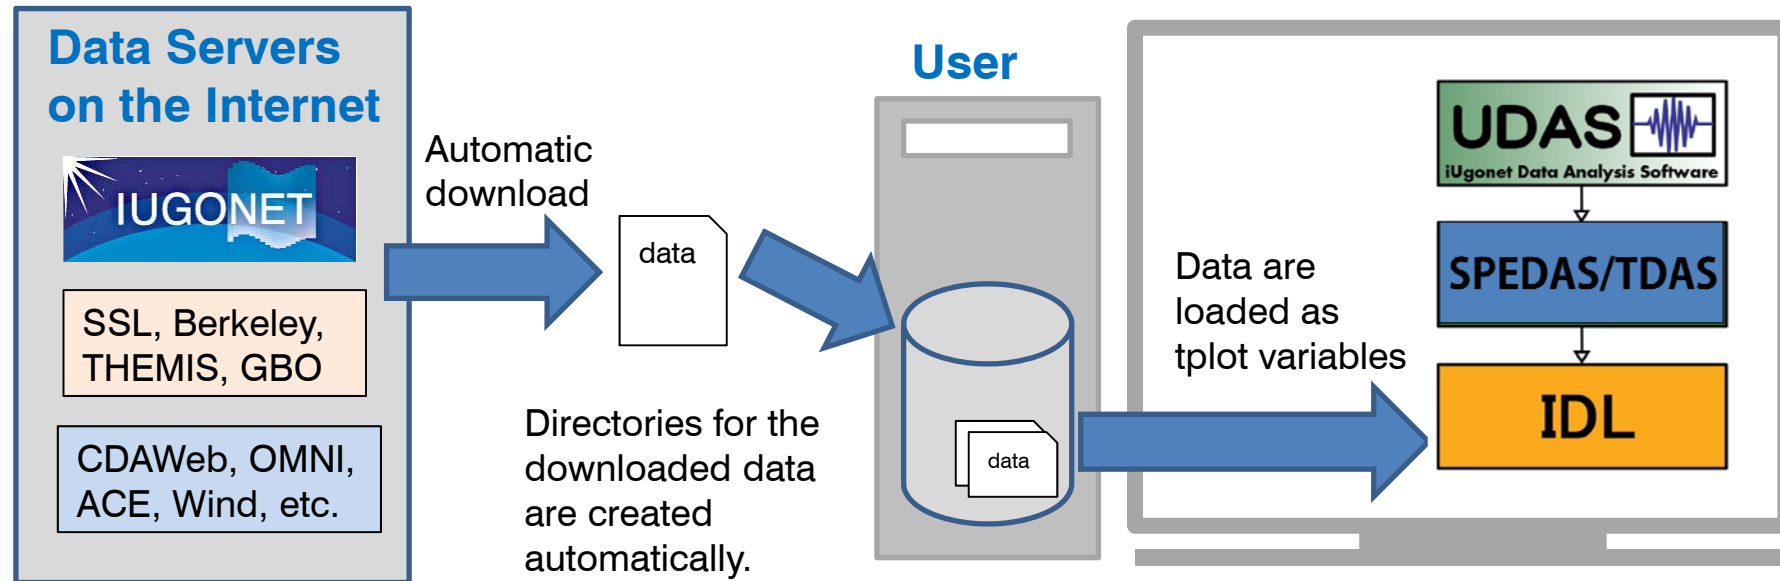 Data Servers
on the Internet
IUGONET
SSL, Berkeley,
THEMIS, GBO
CDAWeb, OMNI,
ACE, Wind, etc.
Automatic
download
data
Directories for the
downloaded data
are created
automatically.
User
data
Data are
loaded as
tplot variables
UDAS
iUgonet Data Analysis Software
SPEDAS/TDAS
IDL